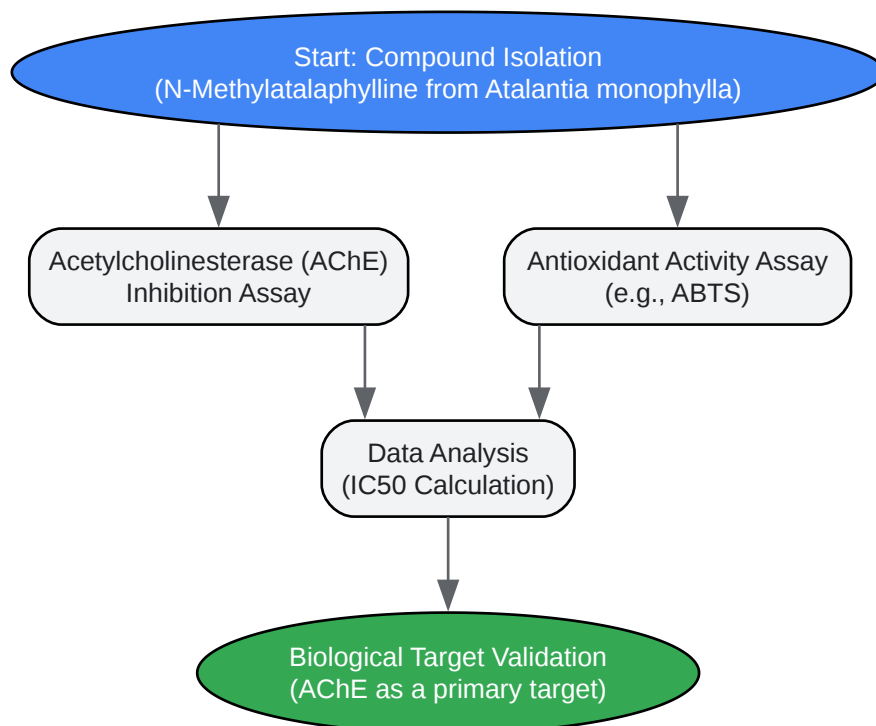 Start: Compound Isolation
(N-Methylatalaphylline from Atalantia monophylla)
Acetylcholinesterase (AChE)
Inhibition Assay
Antioxidant Activity Assay
(e.g., ABTS)
Data Analysis
(IC50 Calculation)
Biological Target Validation
(AChE as a primary target)